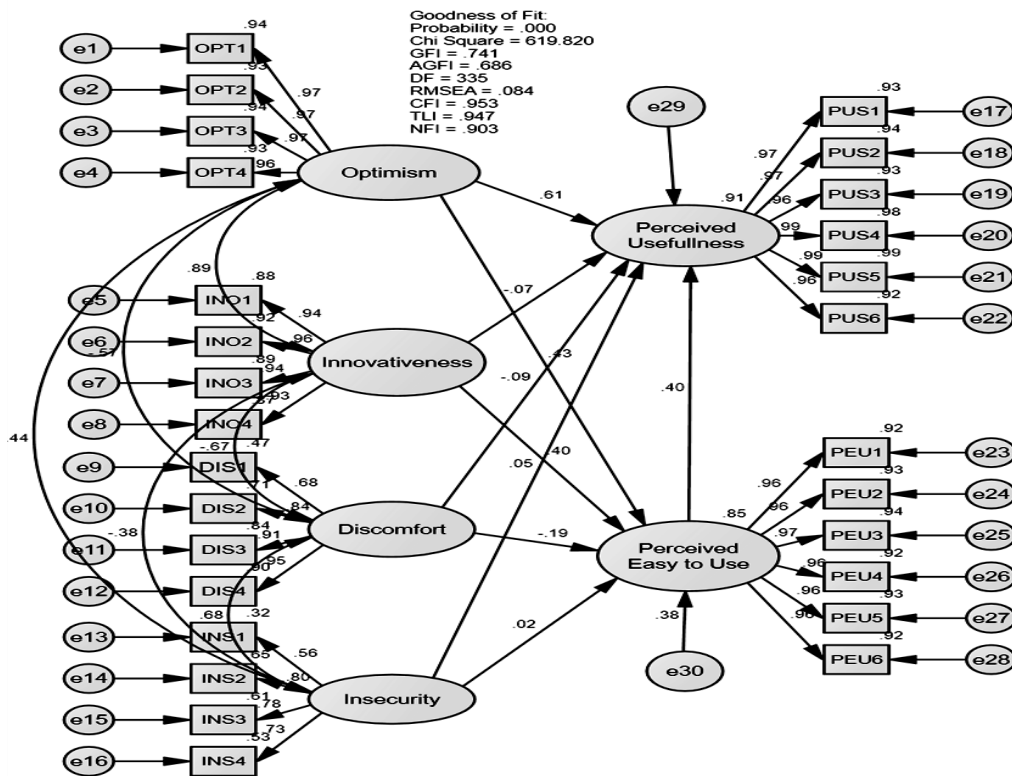 Goodness of Fit:
Probability = .000
Chi Square = 619.820
GFI = .741
AGFI = .686
DF = 335
RMSEA = .084
CFI = .953
TLI = .947
NFI = .903
.94
e1 OPT1
.93
e2 OPT2
.97
.94
e3 OPT3
.97
.93
.97
e4 OPT4
.96
Optimism
.61
e29
.93
PUS1 e17
.94
PUS2 e18
.97
.93
.97
PUS3 e19
.96
.91
.98
PUS4 e20
.99
.99
PUS5 e21
.99
.92
PUS6 e22
.96
Perceived
Usefullness
.89
.88
e5 INO1
.94
.92
e6 INO2
.96
-.57
.89
e7 INO3
.94
e8 INO4
.93
.87
Innovativeness
-.07
.43
-.09
.40
.40
.05
.44
-.67
.47
e9 DIS1
.68
.71
e10 DIS2
.84
.84
e11 DIS3
.91
-.38
.95
.90
e12 DIS4
Discomfort
-.19
.92
PEU1 e23
.93
.96
PEU2 e24
.96
.94
.85
PEU3 e25
.97
.92
PEU4 e26
.96
.93
PEU5 e27
.96
.92
PEU6 e28
.96
Perceived
Easy to Use
.38
e30
.68
.32
e13 INS1
.56
.65
e14 INS2
.80
.61
e15 INS3
.78
.73
.53
e16 INS4
Insecurity
.02